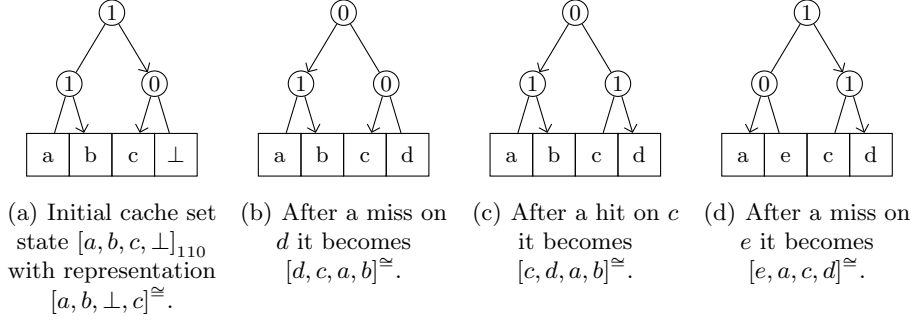 1 0 0 0
1 0 1 0 1 1 0 1
a b c ⊥ a b c d a b c d a e c d
(a) Initial cache set
state [a, b, c, ⊥]₁₁₀
with representation
[a, b, ⊥, c]≅.
(b) After a miss on
d it becomes
[d, c, a, b]≅.
(c) After a hit on c
it becomes
[c, d, a, b]≅.
(d) After a miss on
e it becomes
[e, a, c, d]≅.